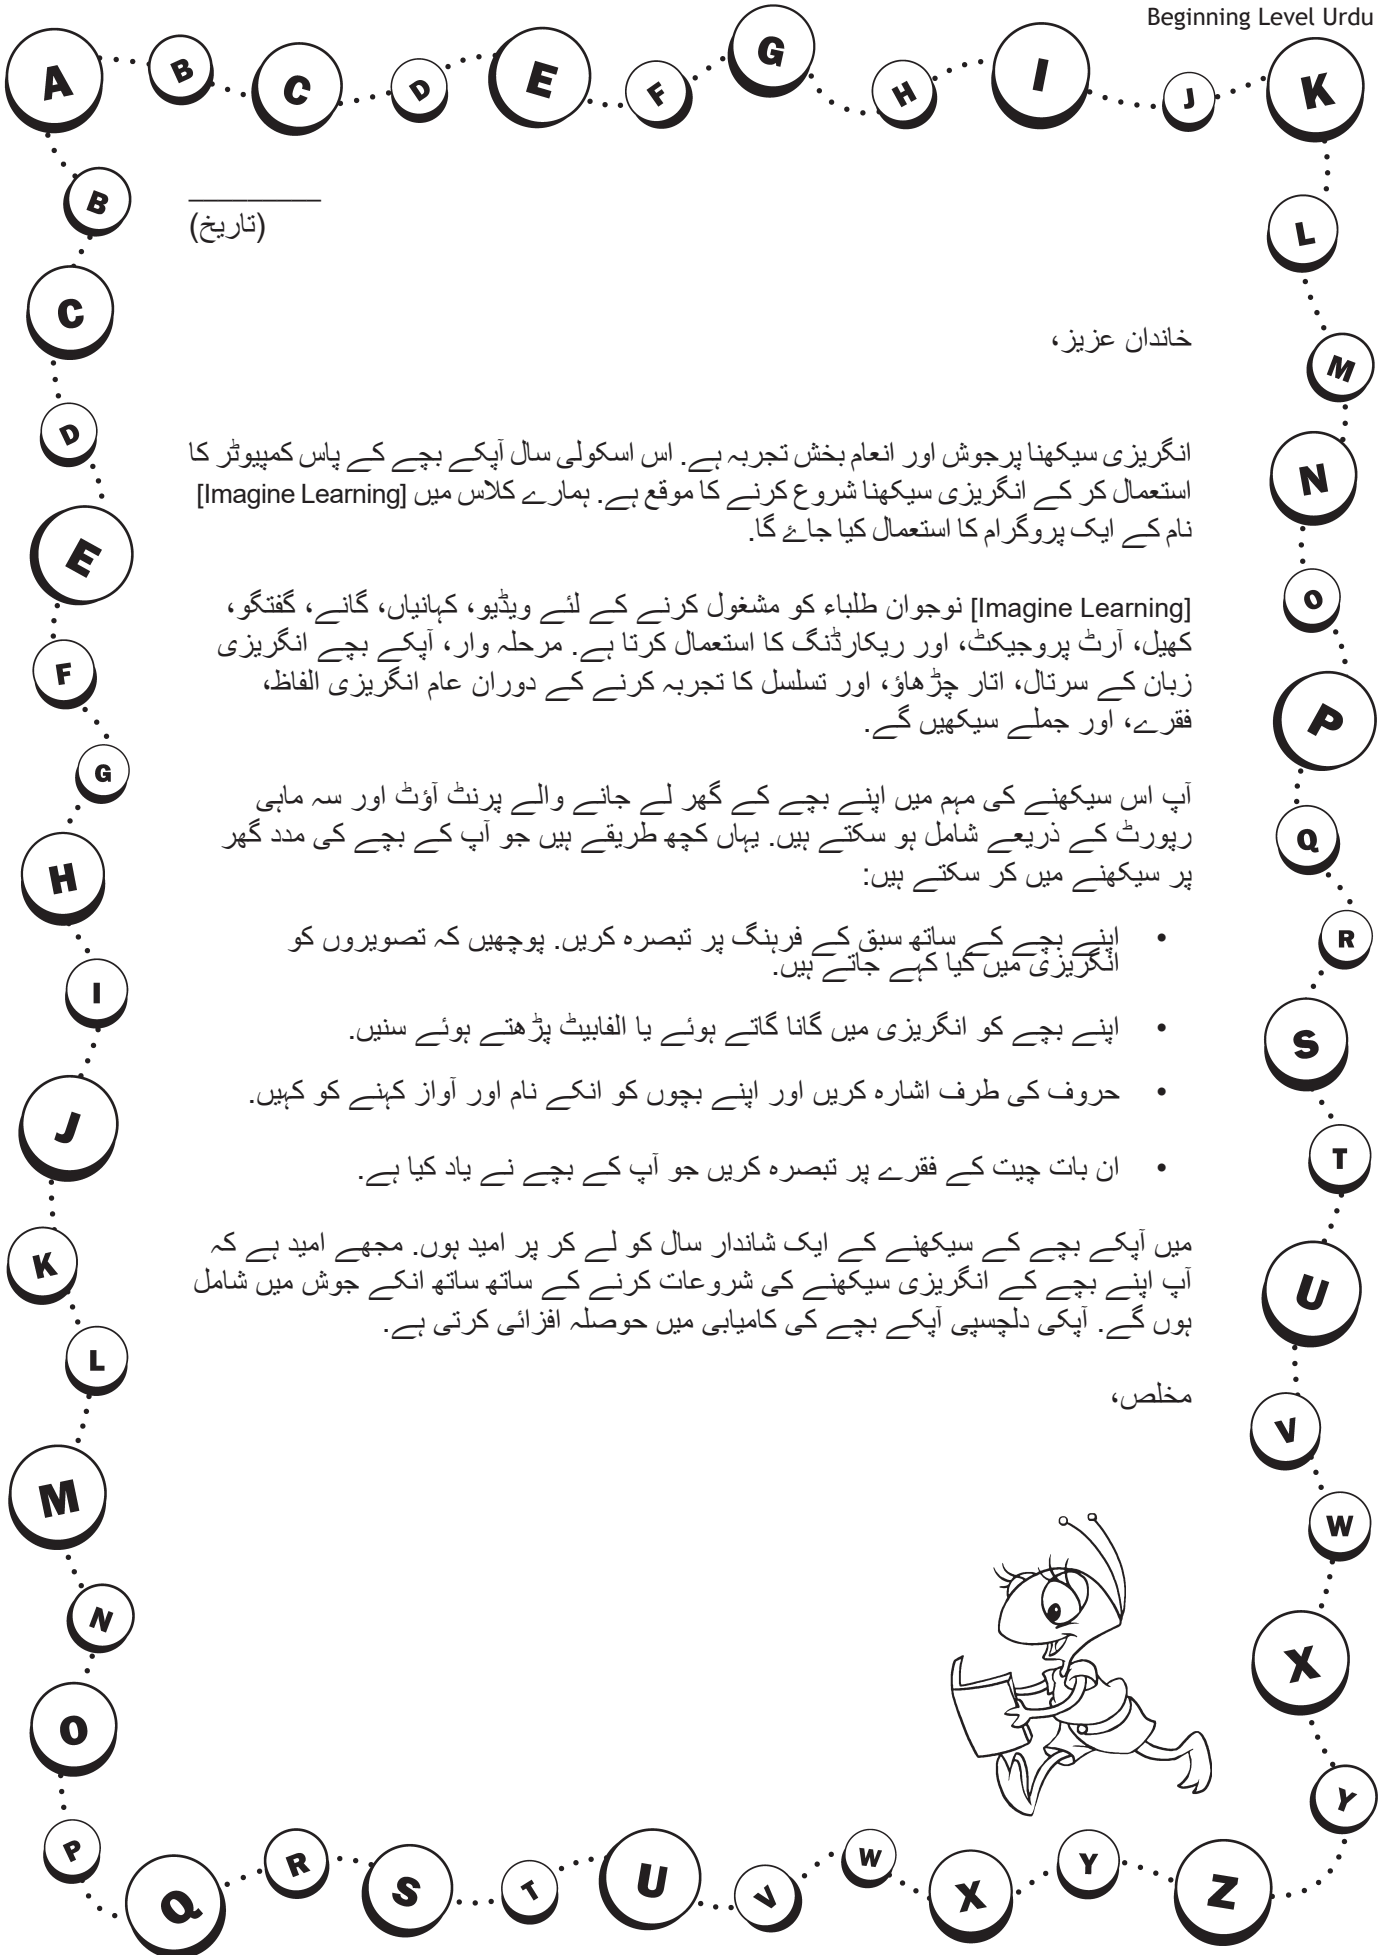 Beginning Level Urdu
A
B
C
D
E
F
G
H
I
J
K
B
C
D
E
F
G
H
I
J
K
L
M
N
O
P
Q
R
S
T
U
V
W
X
Y
Z
L
M
N
O
P
Q
R
S
T
U
V
W
X
Y
__________
(تاریخ)
خاندان عزیز،
انگریزی سیکھنا پرجوش اور انعام بخش تجربہ ہے. اس اسکولی سال آپکے بچے کے پاس کمپیوٹر کا
استعمال کر کے انگریزی سیکھنا شروع کرنے کا موقع ہے. ہمارے کلاس میں [Imagine Learning]
نام کے ایک پروگرام کا استعمال کیا جاۓ گا.
[Imagine Learning] نوجوان طلباء کو مشغول کرنے کے لئے ویڈیو، کہانیاں، گانے، گفتگو،
کھیل، آرٹ پروجیکٹ، اور ریکارڈنگ کا استعمال کرتا ہے. مرحلہ وار، آپکے بچے انگریزی
زبان کے سرتال، اتار چڑھاؤ، اور تسلسل کا تجربہ کرنے کے دوران عام انگریزی الفاظ،
فقرے، اور جملے سیکھیں گے.
آپ اس سیکھنے کی مہم میں اپنے بچے کے گھر لے جانے والے پرنٹ آؤٹ اور سہ ماہی
رپورٹ کے ذریعے شامل ہو سکتے ہیں. یہاں کچھ طریقے ہیں جو آپ کے بچے کی مدد گھر
پر سیکھنے میں کر سکتے ہیں:
• اپنے بچے کے ساتھ سبق کے فرہنگ پر تبصرہ کریں. پوچھیں کہ تصویروں کو
انگریزی میں کیا کہے جاتے ہیں.
• اپنے بچے کو انگریزی میں گانا گاتے ہوئے یا الفابیٹ پڑھتے ہوئے سنیں.
• حروف کی طرف اشارہ کریں اور اپنے بچوں کو انکے نام اور آواز کہنے کو کہیں.
• ان بات چیت کے فقرے پر تبصرہ کریں جو آپ کے بچے نے یاد کیا ہے.
میں آپکے بچے کے سیکھنے کے ایک شاندار سال کو لے کر پر امید ہوں. مجھے امید ہے کہ
آپ اپنے بچے کے انگریزی سیکھنے کی شروعات کرنے کے ساتھ ساتھ انکے جوش میں شامل
ہوں گے. آپکی دلچسپی آپکے بچے کی کامیابی میں حوصلہ افزائی کرتی ہے.
مخلص،